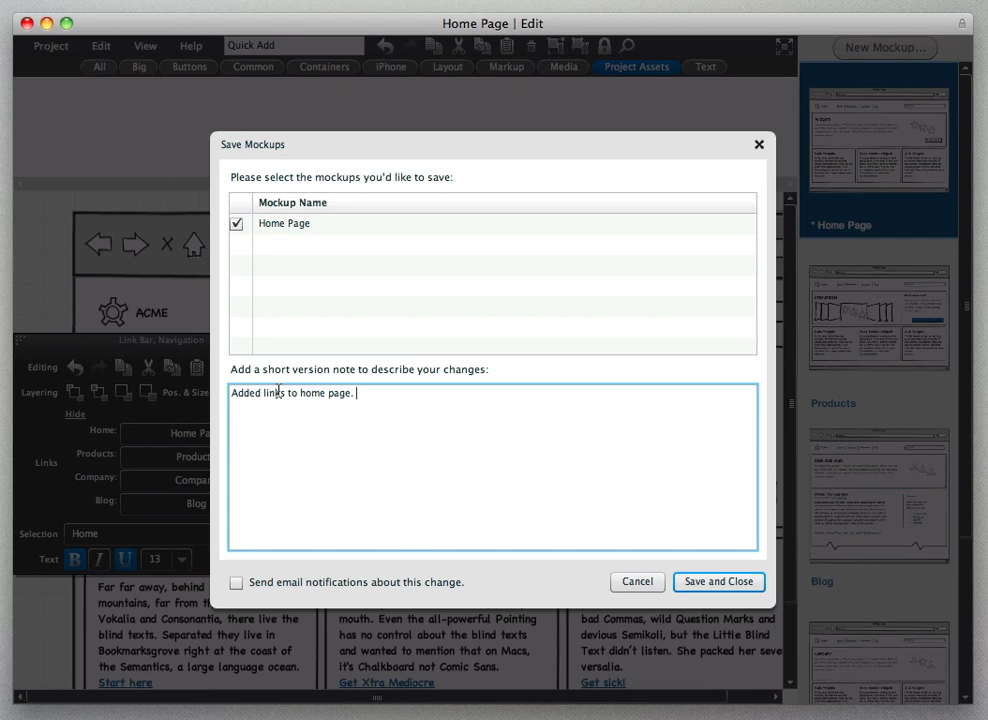 Home Page | Edit
Project Edit View Help Quick Add New Mockup...
All Big Buttons Common Containers iPhone Layout Markup Media Project Assets Text
Save Mockups
Please select the mockups you'd like to save:
Mockup Name
Home Page
* Home Page
ACME
Link Bar, Navigation
Editing
Layering Pos. & Size
Hide
Add a short version note to describe your changes:
Added links to home page.
Products
Home: Home Pa
Products: Product
Links
Company: Compan
Blog: Blog
Selection Home
Text B I U 13
Send email notifications about this change.
Cancel Save and Close
Blog
Far far away, behind
mountains, far from th
Vokalia and Consonantia, there live the
blind texts. Separated they live in
Bookmarksgrove right at the coast of
the Semantics, a large language ocean.
Start here
mouth. Even the all-powerful Pointing
has no control about the blind texts
and wanted to mention that on Macs,
it's Chalkboard not Comic Sans.
Get Xtra Mediocre
bad Commas, wild Question Marks and
devious Semikoli, but the Little Blind
Text didn't listen. She packed her seve
versalia.
Get sick!